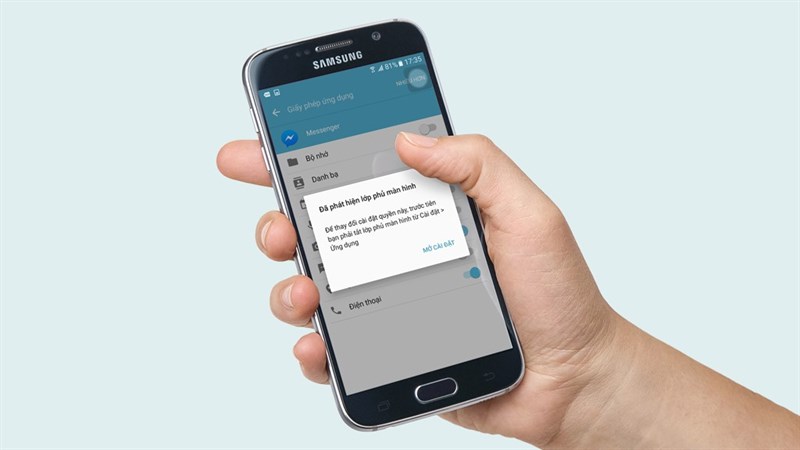 SAMSUNG
81% 17:35
Giấy phép ứng dụng
Messenger
Bộ nhớ
Danh bạ
Đã phát hiện lớp phủ màn hình
Để thay đổi cài đặt quyền này, trước tiên
bạn phải tắt lớp phủ màn hình từ Cài đặt >
Ứng dụng
MỞ CÀI ĐẶT
Điện thoại